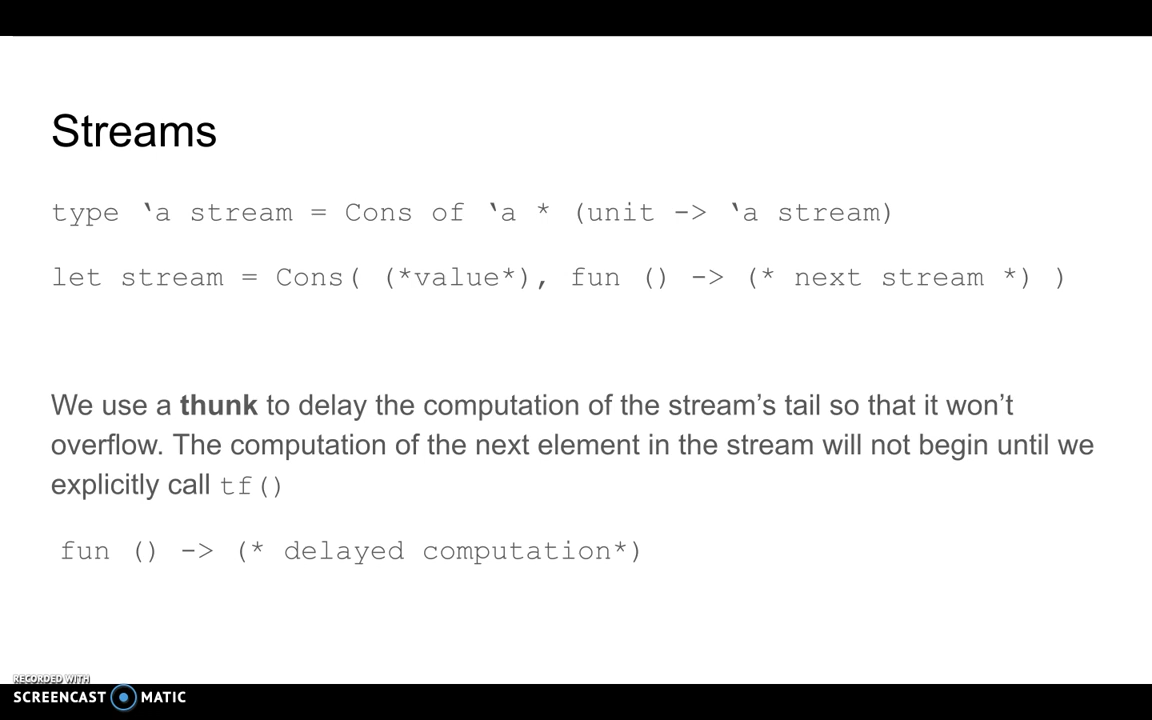 Streams
type ‛a stream = Cons of ‛a * (unit -> ‛a stream)
let stream = Cons( (*value*), fun () -> (* next stream *) )
We use a thunk to delay the computation of the stream’s tail so that it won’t
overflow. The computation of the next element in the stream will not begin until we
explicitly call tf()
fun () -> (* delayed computation*)
RECORDED WITH
SCREENCAST MATIC